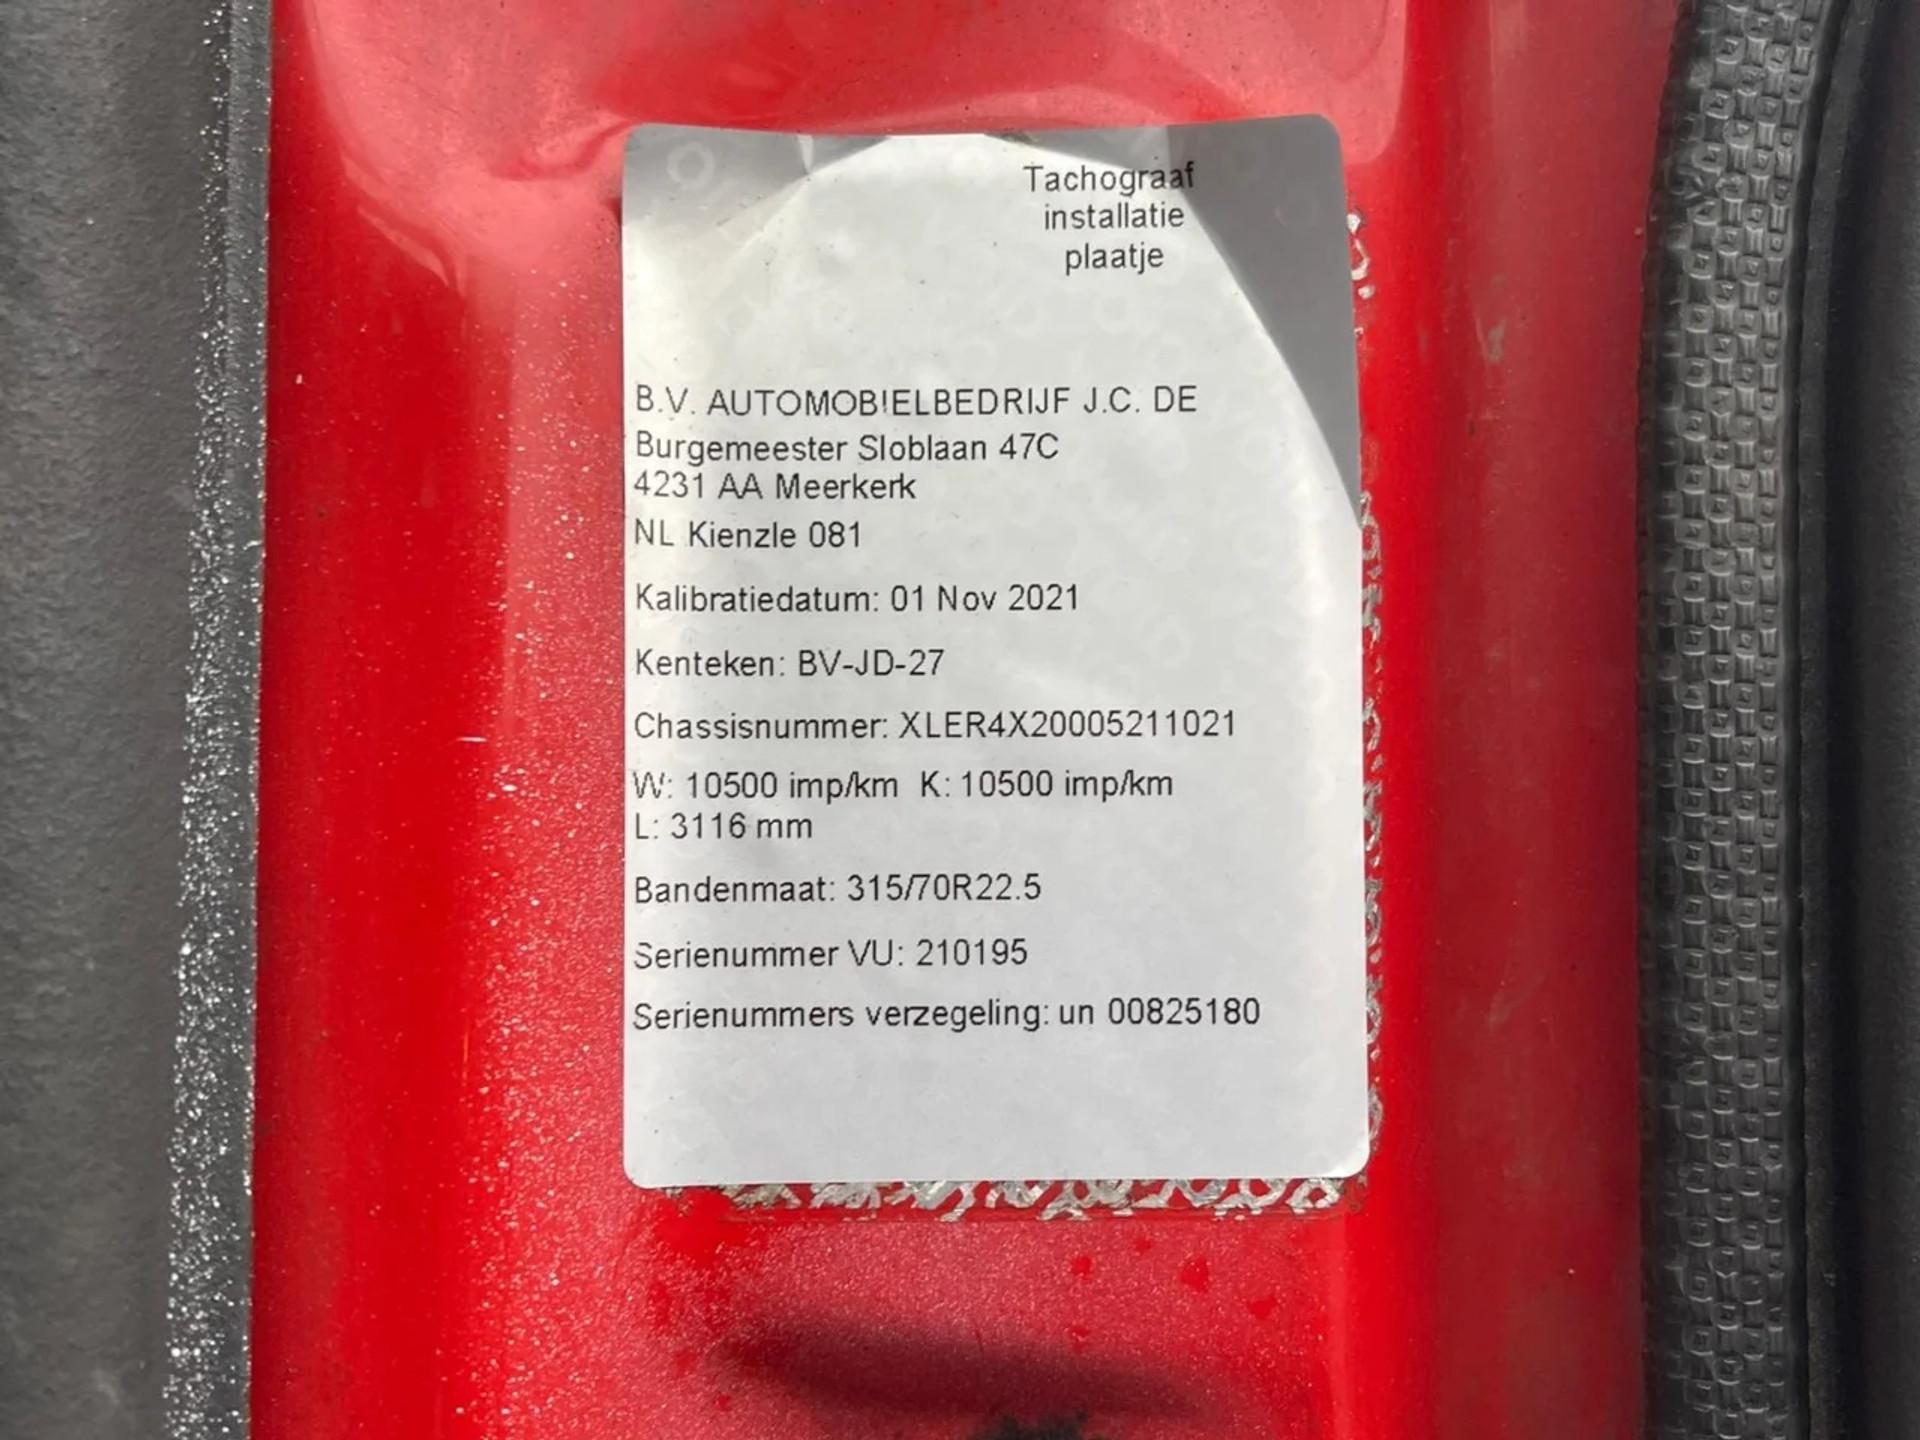 Tachograaf
installatie
plaatje
B.V. AUTOMOBIELBEDRIJF J.C. DE
Burgemeester Sloblaan 47C
4231 AA Meerkerk
NL Kienzle 081
Kalibratiedatum: 01 Nov 2021
Kenteken: BV-JD-27
Chassisnummer: XLER4X20005211021
W: 10500 imp/km K: 10500 imp/km
L: 3116 mm
Bandenmaat: 315/70R22.5
Serienummer VU: 210195
Serienummers verzegeling: un 00825180